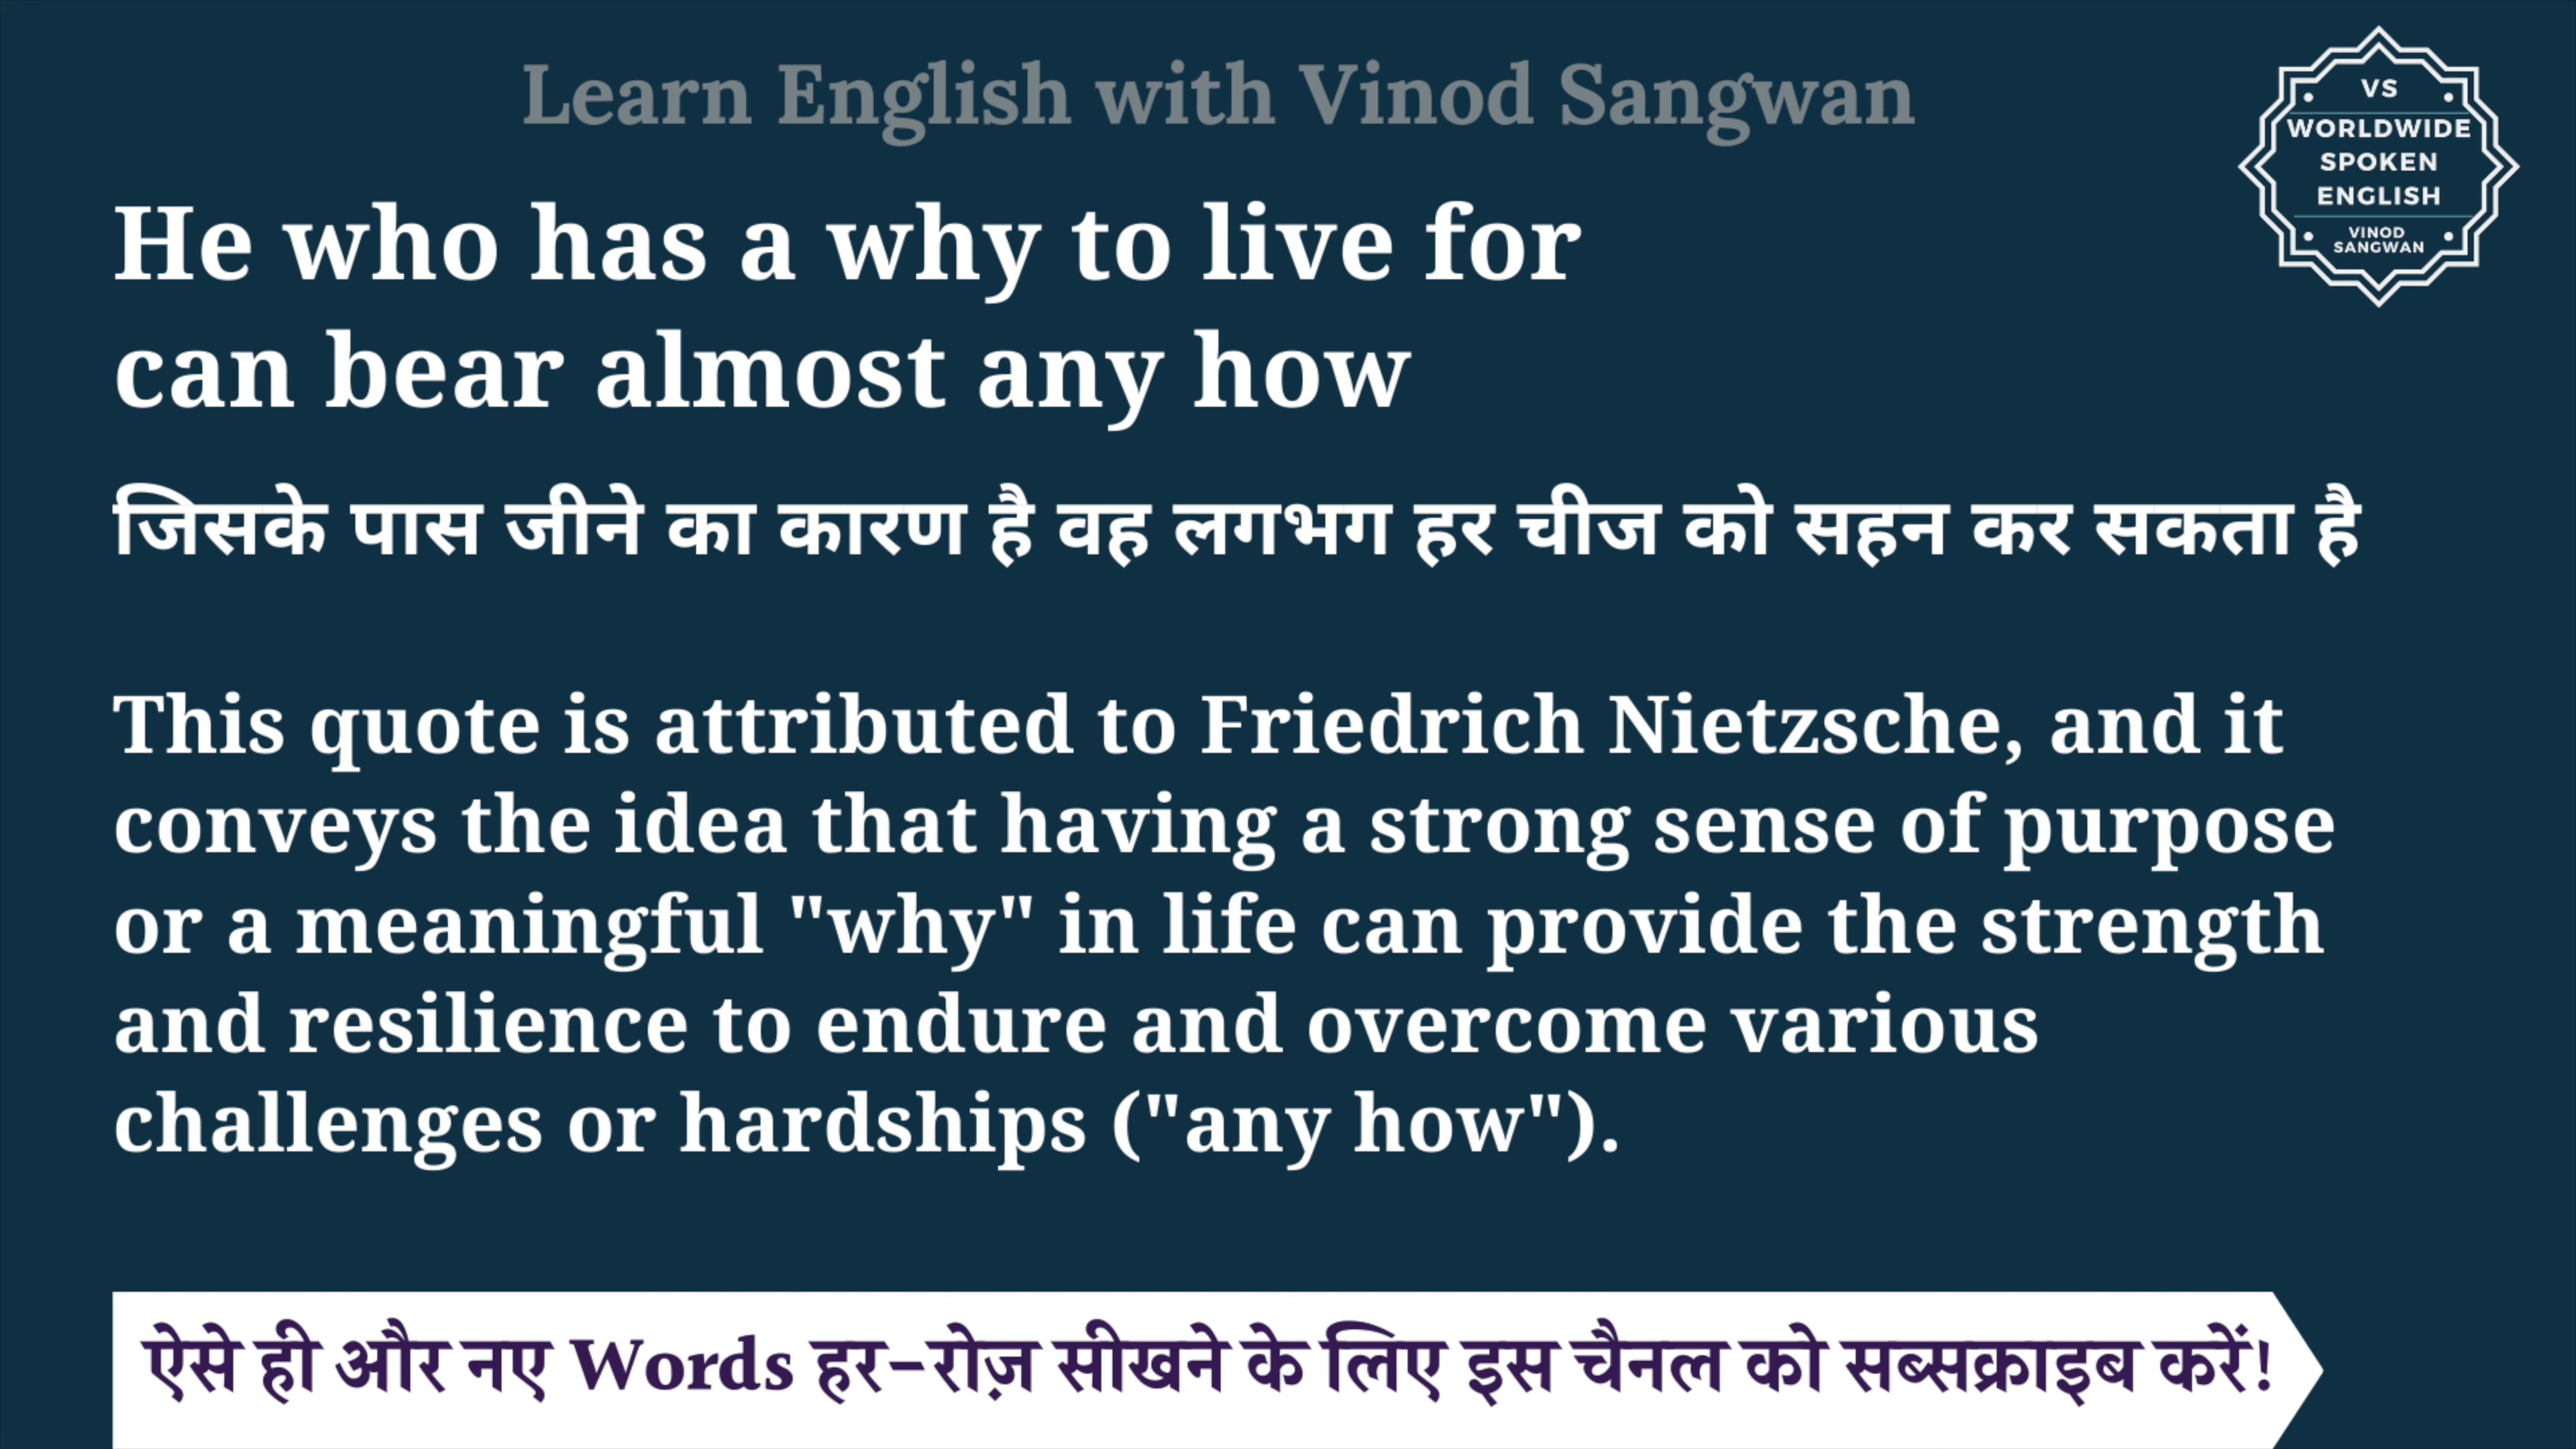 Learn English with Vinod Sangwan
VS
WORLDWIDE
SPOKEN
ENGLISH
VINOD
SANGWAN
He who has a why to live for
can bear almost any how
जिसके पास जीने का कारण है वह लगभग हर चीज को सहन कर सकता है
This quote is attributed to Friedrich Nietzsche, and it
conveys the idea that having a strong sense of purpose
or a meaningful "why" in life can provide the strength
and resilience to endure and overcome various
challenges or hardships ("any how").
ऐसे ही और नए Words हर-रोज़ सीखने के लिए इस चैनल को सब्सक्राइब करें!